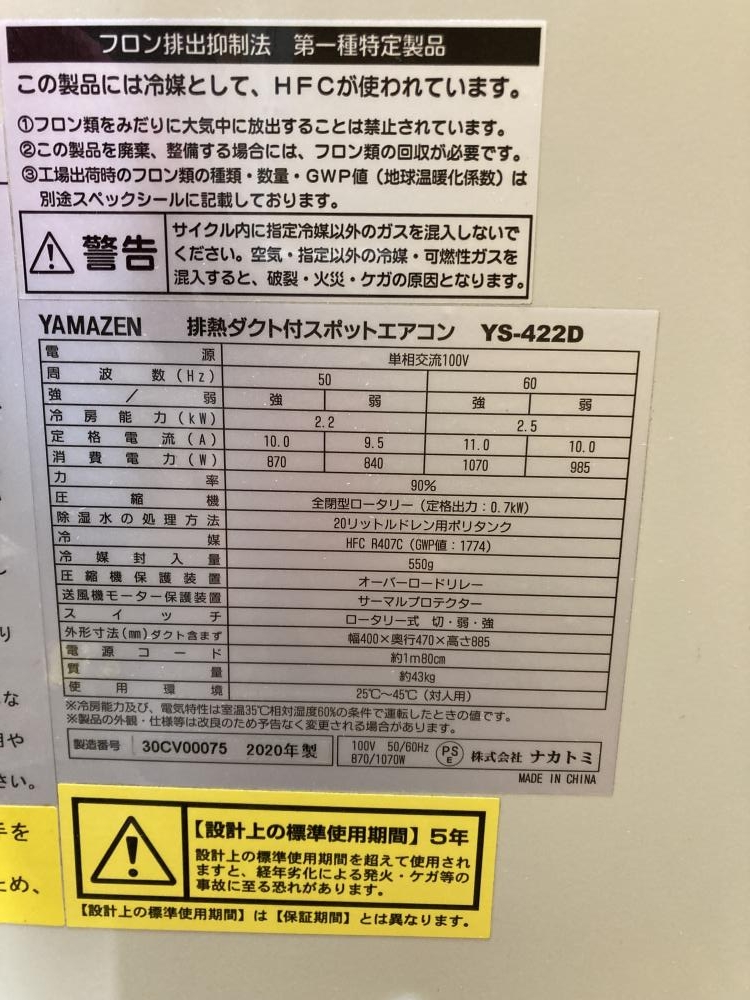 フロン排出抑制法 第一種特定製品
この製品には冷媒として、HFCが使われています。
①フロン類をみだりに大気中に放出することは禁止されています。
②この製品を廃棄、整備する場合には、フロン類の回収が必要です。
③工場出荷時のフロン類の種類・数量・GWP値（地球温暖化係数）は
別途スペックシールに記載しております。
警告
サイクル内に指定冷媒以外のガスを混入しないで
ください。空気・指定以外の冷媒・可燃性ガスを
混入すると、破裂・火災・ケガの原因となります。
YAMAZEN 排熱ダクト付スポットエアコン YS-422D
電源 単相交流100V
周波数(Hz) 50 60
強/弱 強 弱 強 弱
冷房能力(kW) 2.2 2.5
定格電流(A) 10.0 9.5 11.0 10.0
消費電力(W) 870 840 1070 985
力率 90%
圧縮機 全閉型ロータリー（定格出力：0.7kW）
除湿水の処理方法 20リットルドレン用ポリタンク
冷媒 HFC R407C（GWP値：1774）
冷媒封入量 550g
圧縮機保護装置 オーバーロードリレー
送風機モーター保護装置 サーマルプロテクター
スイッチ ロータリー式 切・弱・強
外形寸法(mm)ダクト含まず 幅400×奥行470×高さ885
電源コード 約1m80cm
質量 約43kg
使用環境 25℃～45℃（対人用）
※冷房能力及び、電気特性は室温35℃相対湿度60%の条件で運転したときの値です。
※製品の外観・仕様等は改良のため予告なく変更される場合があります。
製造番号 30CV00075 2020年製
100V 50/60Hz
870/1070W
PSE 株式会社 ナカトミ
MADE IN CHINA
り
な
用や
さい。
手を
ため、
【設計上の標準使用期間】5年
設計上の標準使用期間を超えて使用され
ますと、経年劣化による発火・ケガ等の
事故に至る恐れがあります。
【設計上の標準使用期間】は【保証期間】とは異なります。